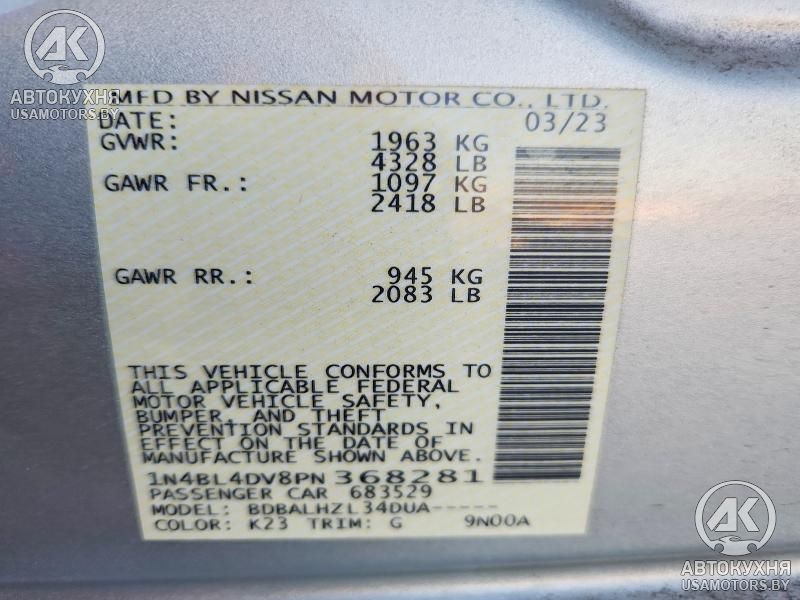 AK
АВТОКУХНЯ
USAMOTORS.BY
MFD BY NISSAN MOTOR CO., LTD.
DATE: 03/23
GVWR: 1963 KG
4328 LB
GAWR FR.: 1097 KG
2418 LB
GAWR RR.: 945 KG
2083 LB
THIS VEHICLE CONFORMS TO
ALL APPLICABLE FEDERAL
MOTOR VEHICLE SAFETY,
BUMPER, AND THEFT
PREVENTION STANDARDS IN
EFFECT ON THE DATE OF
MANUFACTURE SHOWN ABOVE.
1N4BL4DV8PN368281
PASSENGER CAR 683529
MODEL: BDBALHZL34DUA-----
COLOR: K23 TRIM: G 9N00A
AK
АВТОКУХНЯ
USAMOTORS.BY